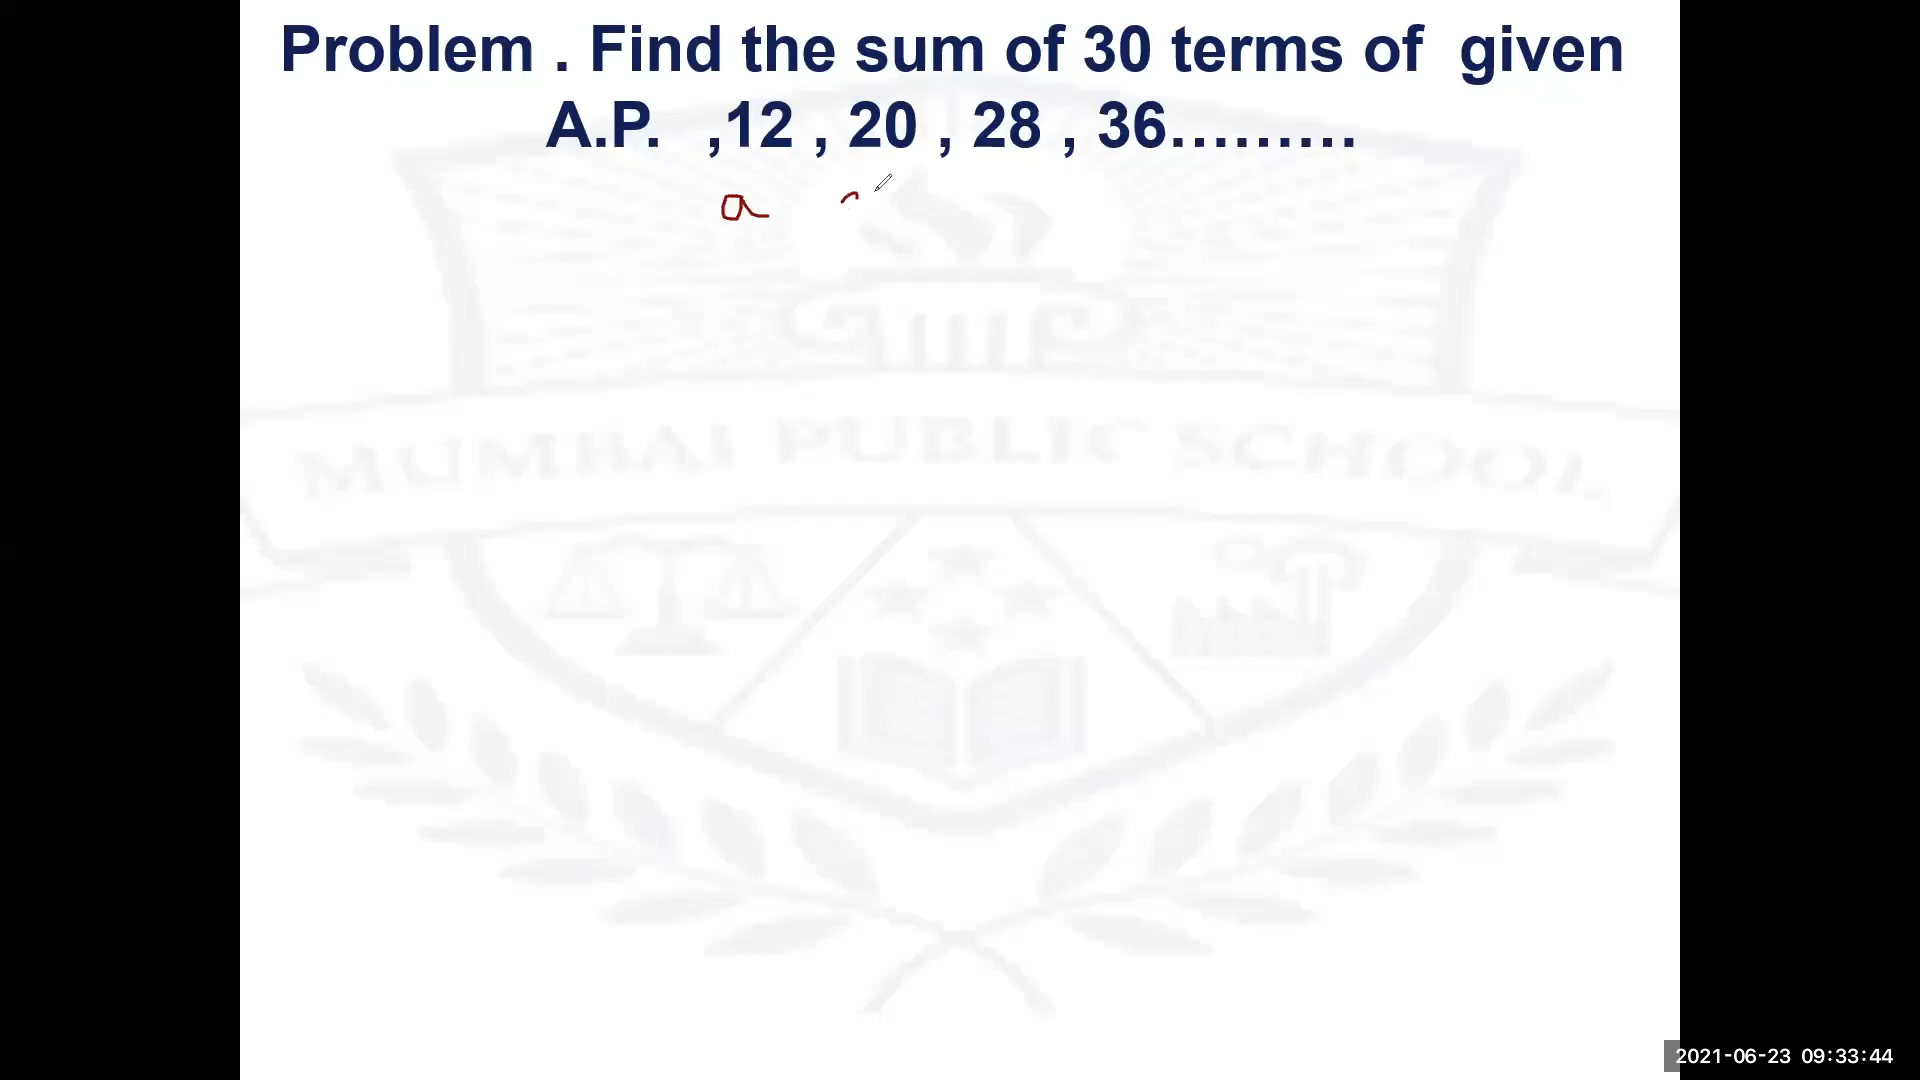 Problem . Find the sum of 30 terms of given
A.P. ,12 , 20 , 28 , 36.........
a
MUMBAI PUBLIC SCHOOL
2021-06-23 09:33:44